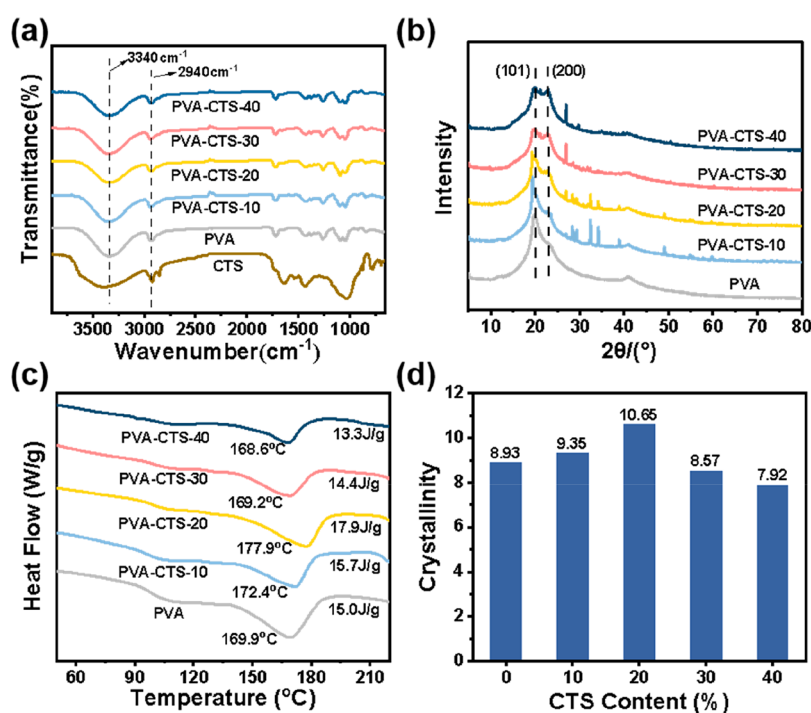 (a)
3340 cm⁻¹
2940 cm⁻¹
PVA-CTS-40
PVA-CTS-30
PVA-CTS-20
PVA-CTS-10
PVA
CTS
Transmittance(%)
3500 3000 2500 2000 1500 1000
Wavenumber(cm⁻¹)
(b)
(101) (200)
PVA-CTS-40
PVA-CTS-30
PVA-CTS-20
PVA-CTS-10
PVA
Intensity
10 20 30 40 50 60 70 80
2θ/(°)
(c)
PVA-CTS-40
168.6°C
13.3J/g
PVA-CTS-30
169.2°C
14.4J/g
PVA-CTS-20
177.9°C
17.9J/g
PVA-CTS-10
172.4°C
15.7J/g
PVA
169.9°C
15.0J/g
Heat Flow (W/g)
60 100 140 180 220
Temperature (°C)
(d)
12
10
8
6
4
2
0
8.93
9.35
10.65
8.57
7.92
Crystallinity
0 10 20 30 40
CTS Content (%)